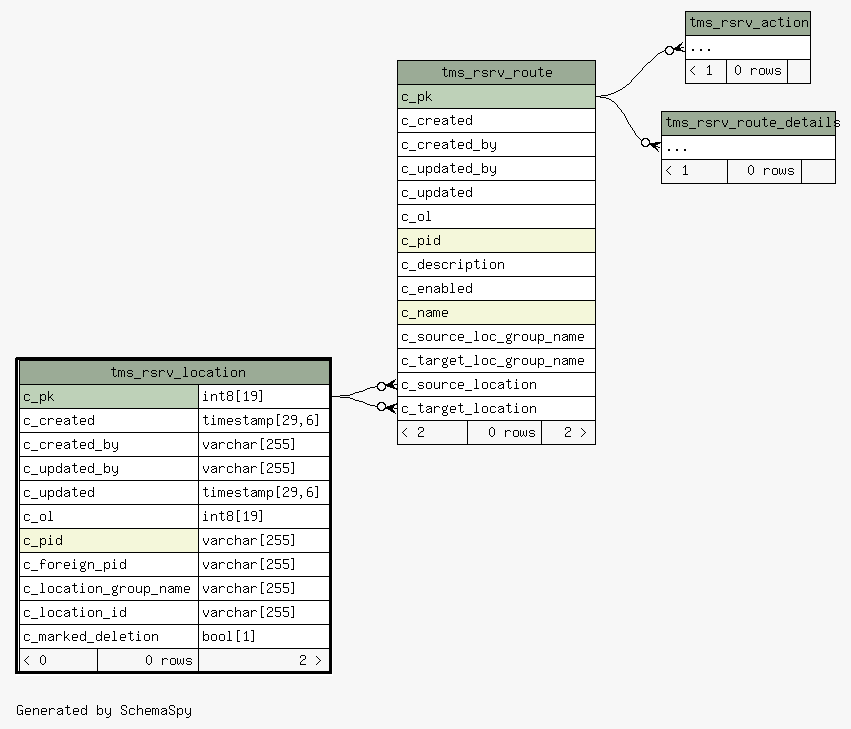 tms_rsrv_action
...
< 1 0 rows
tms_rsrv_route_details
...
< 1 0 rows
tms_rsrv_route
c_pk
c_created
c_created_by
c_updated_by
c_updated
c_ol
c_pid
c_description
c_enabled
c_name
c_source_loc_group_name
c_target_loc_group_name
c_source_location
c_target_location
< 2 0 rows 2 >
tms_rsrv_location
c_pk int8[19]
c_created timestamp[29,6]
c_created_by varchar[255]
c_updated_by varchar[255]
c_updated timestamp[29,6]
c_ol int8[19]
c_pid varchar[255]
c_foreign_pid varchar[255]
c_location_group_name varchar[255]
c_location_id varchar[255]
c_marked_deletion bool[1]
< 0 0 rows 2 >
Generated by SchemaSpy